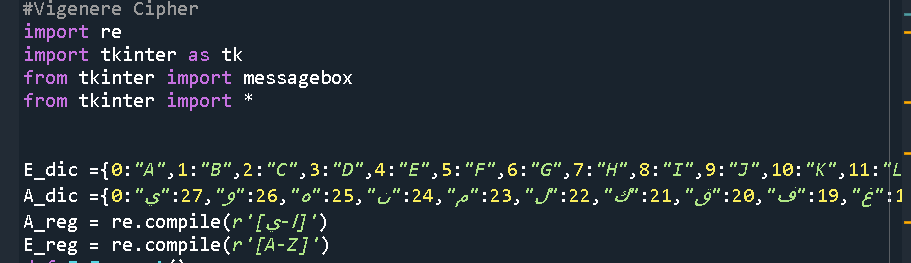 #Vigenere Cipher
import re
import tkinter as tk
from tkinter import messagebox
from tkinter import *
E_dic ={0:"A",1:"B",2:"C",3:"D",4:"E",5:"F",6:"G",7:"H",8:"I",9:"J",10:"K",11:"L
A_dic ={0:"غ",19:"ف",20:"ق",21:"ك",22:"ل",23:"م",24:"ن",25:"ه",26:"و",27:"ي"
A_reg = re.compile(r'[ا-ي]')
E_reg = re.compile(r'[A-Z]')